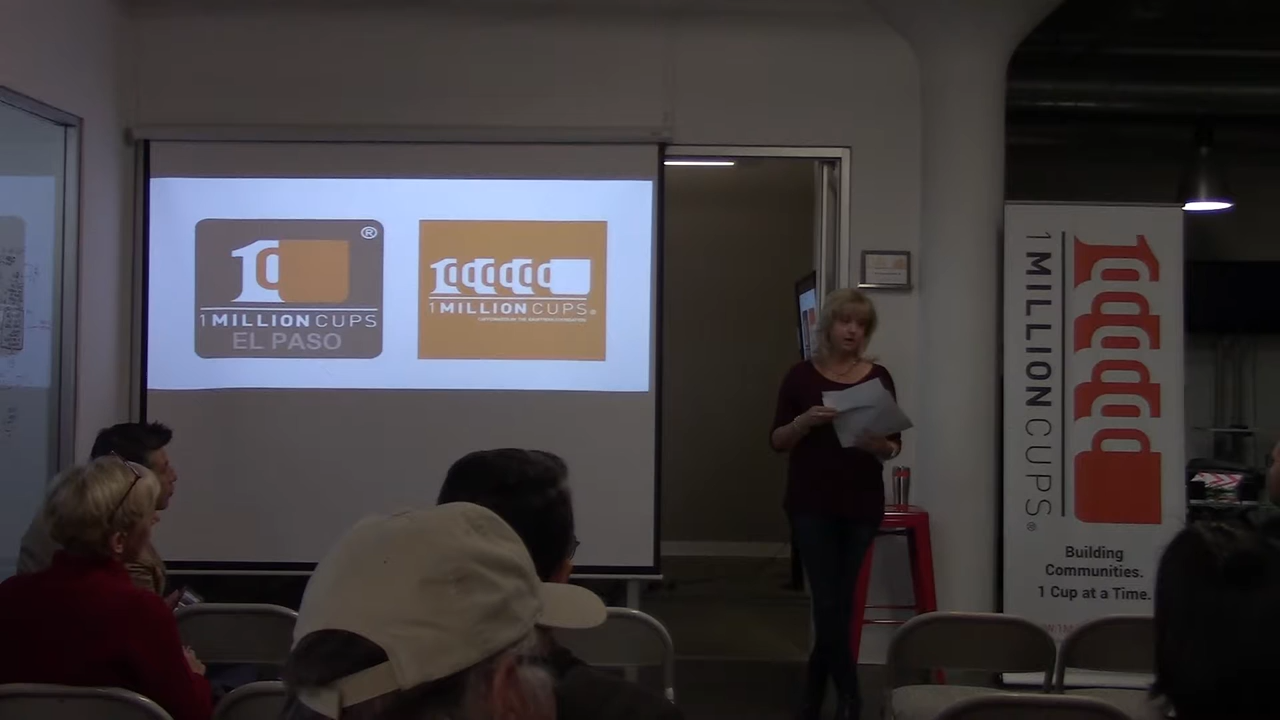 ®
1 MILLION CUPS
EL PASO
1 MILLION CUPS®
1 MILLION CUPS®
Building
Communities.
1 Cup at a Time.